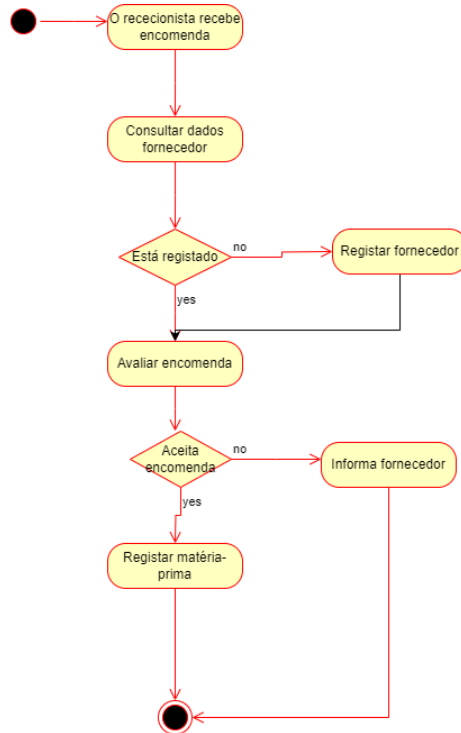 O rececionista recebe
encomenda
Consultar dados
fornecedor
Está registado
no
Registar fornecedor
yes
Avaliar encomenda
Aceita
encomenda
no
Informa fornecedor
yes
Registar matéria-
prima